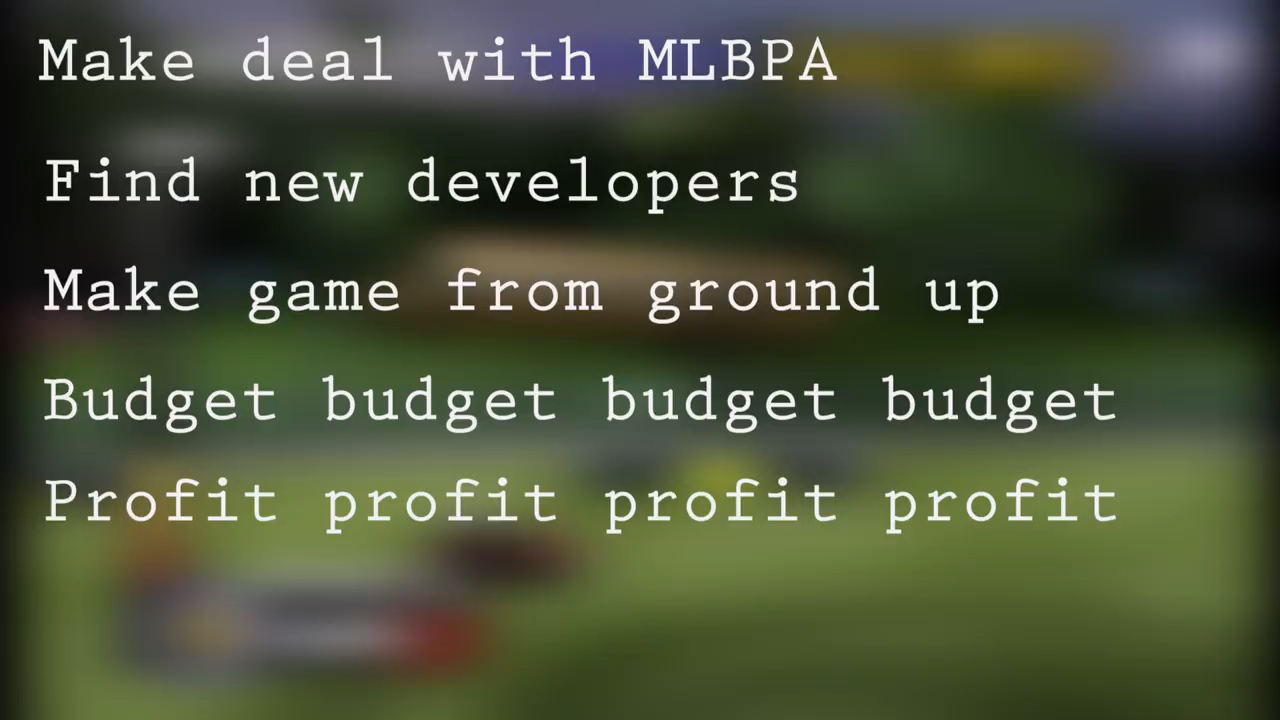 Make deal with MLBPA
Find new developers
Make game from ground up
Budget budget budget budget
Profit profit profit profit